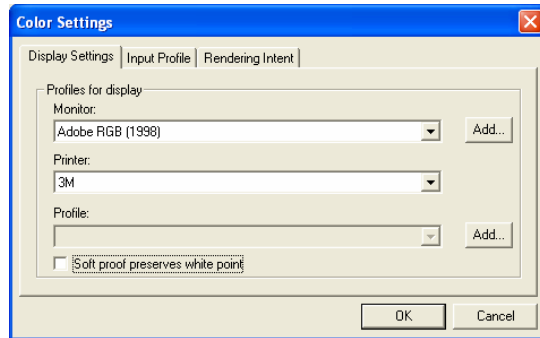 Color Settings
Display Settings Input Profile Rendering Intent
Profiles for display
Monitor:
Adobe RGB (1998) Add...
Printer:
3M
Profile:
Add...
Soft proof preserves white point
OK Cancel